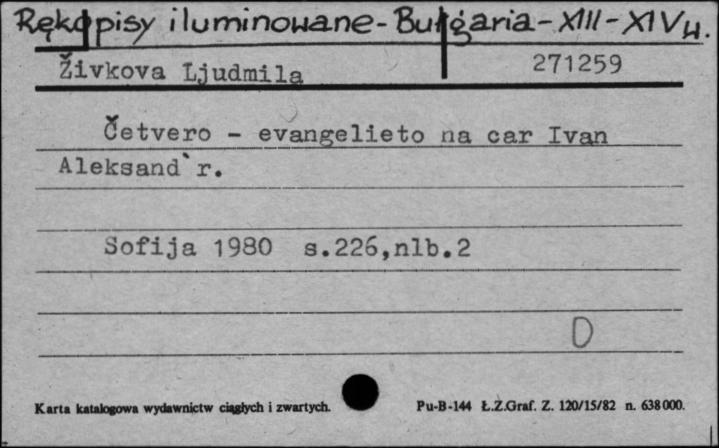 Rękopisy iluminowane - Bułgaria - XIII - XIV w.
Živkova Ljudmila 271259
Četvero - evangelieto na car Ivan
Aleksand`r.
Sofija 1980 s.226,nlb.2
D
Karta katalogowa wydawnictw ciągłych i zwartych. Pu-B-144 Ł.Z.Graf. Z. 120/15/82 n. 638000.